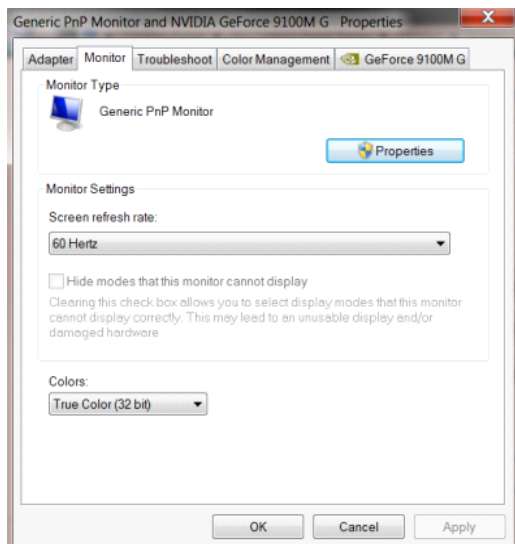 Generic PnP Monitor and NVIDIA GeForce 9100M G Properties
Adapter Monitor Troubleshoot Color Management GeForce 9100M G
Monitor Type
Generic PnP Monitor
Properties
Monitor Settings
Screen refresh rate:
60 Hertz
Hide modes that this monitor cannot display
Clearing this check box allows you to select display modes that this monitor
cannot display correctly. This may lead to an unusable display and/or
damaged hardware
Colors:
True Color (32 bit)
OK Cancel Apply